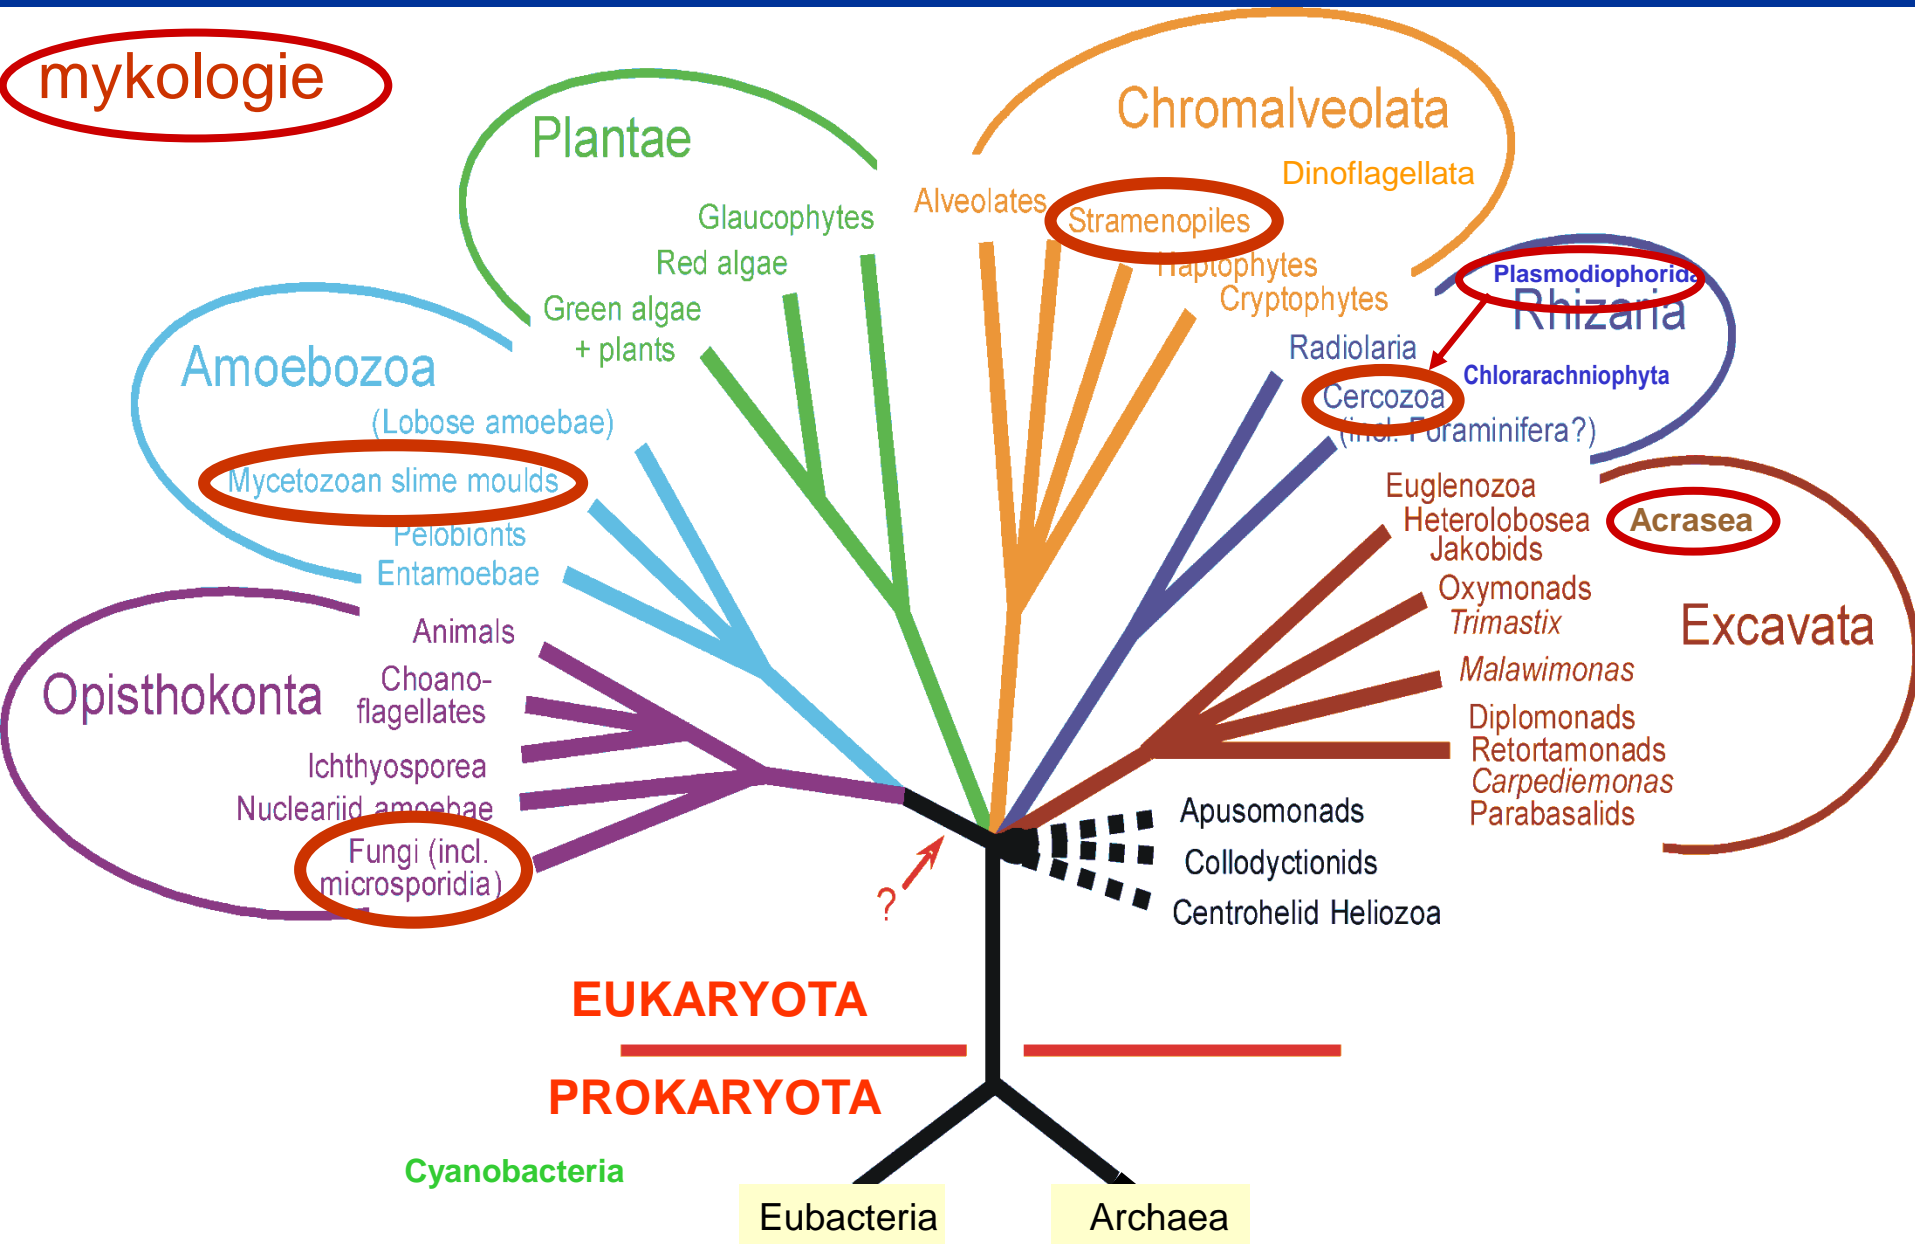 mykologie
Plantae
Glaucophytes
Red algae
Green algae
+ plants
Chromalveolata
Dinoflagellata
Alveolates
Stramenopiles
Haptophytes
Cryptophytes
Plasmodiophorida
Rhizaria
Radiolaria
Chlorarachniophyta
Cercozoa
(incl. Foraminifera?)
Amoebozoa
(Lobose amoebae)
Mycetozoan slime moulds
Pelobionts
Entamoebae
Euglenozoa
Heterolobosea
Acrasea
Jakobids
Oxymonads
Trimastix
Excavata
Malawimonas
Diplomonads
Retortamonads
Carpediemonas
Parabasalids
Opisthokonta
Animals
Choano-
flagellates
Ichthyosporea
Nucleariid amoebae
Fungi (incl.
microsporidia)
?
Apusomonads
Collodyctionids
Centrohelid Heliozoa
EUKARYOTA
PROKARYOTA
Cyanobacteria
Eubacteria
Archaea